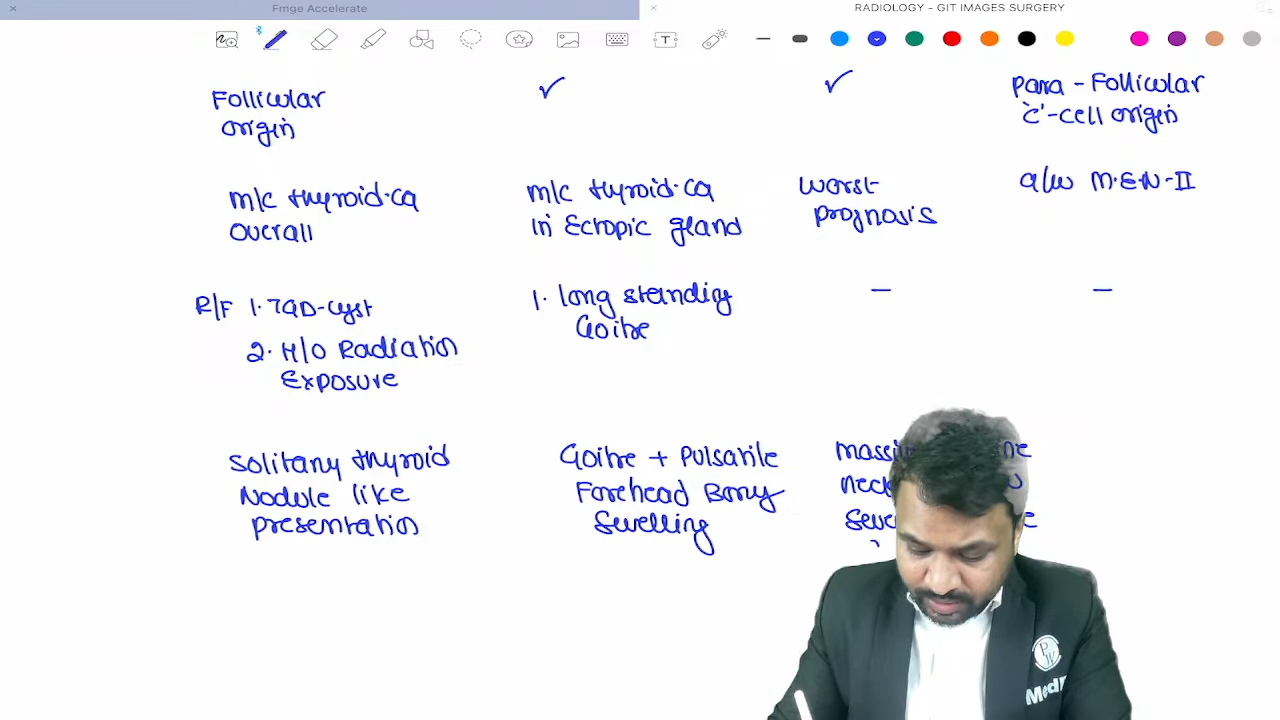 Fmge Accelerate
RADIOLOGY - GIT IMAGES SURGERY
Follicular
origin
✓
✓
Para - Follicular
'c'-cell origin
m/c thyroid.ca
overall
m/c thyroid.ca
in Ectopic gland
worst
prognosis
a/w M.E.N-II
R/F 1.TGD-cyst
2. H/O Radiation
Exposure
1. long standing
Goitre
-
-
Solitary thyroid
Nodule like
presentation
Goitre + Pulsatile
Forehead Bony
Swelling
neck
PW